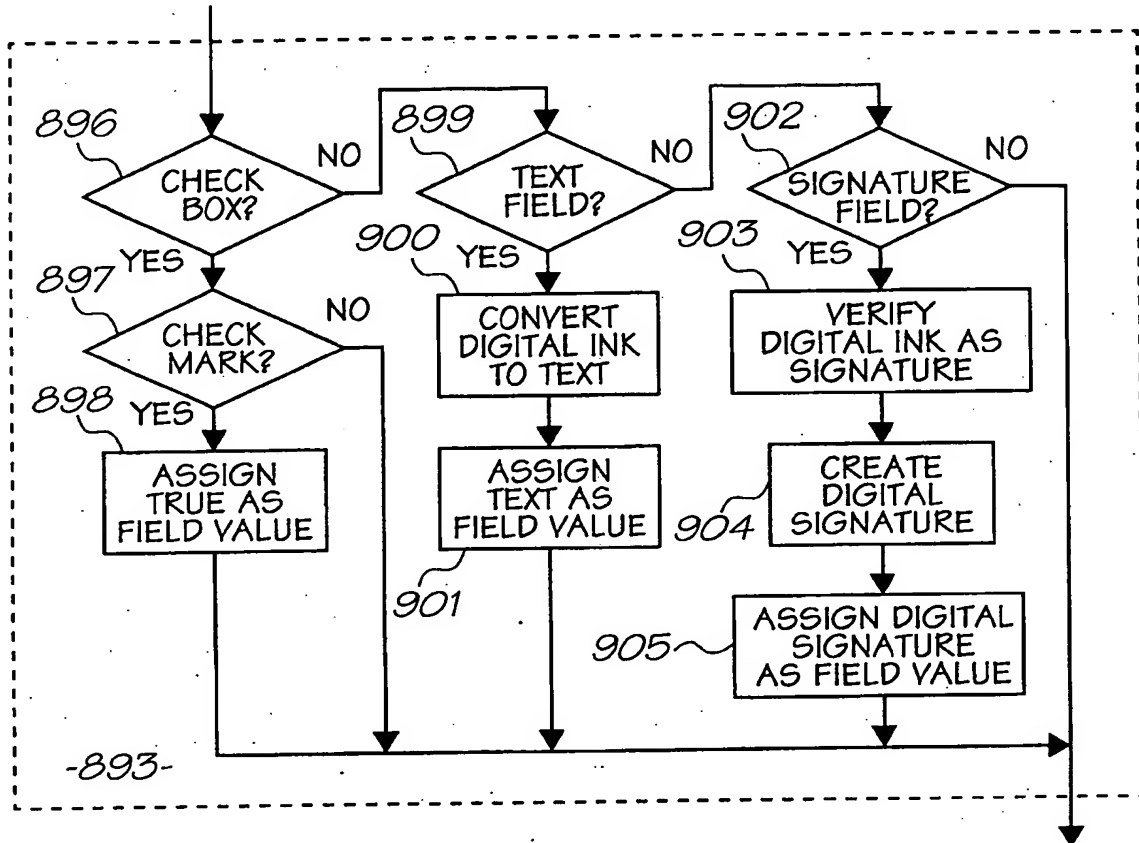 896
CHECK
BOX?
NO
YES
899
TEXT
FIELD?
NO
YES
902
SIGNATURE
FIELD?
NO
YES
897
CHECK
MARK?
NO
YES
900
CONVERT
DIGITAL INK
TO TEXT
903
VERIFY
DIGITAL INK AS
SIGNATURE
898
ASSIGN
TRUE AS
FIELD VALUE
ASSIGN
TEXT AS
FIELD VALUE
901
CREATE
DIGITAL
SIGNATURE
904
ASSIGN DIGITAL
SIGNATURE
AS FIELD VALUE
905
-893-